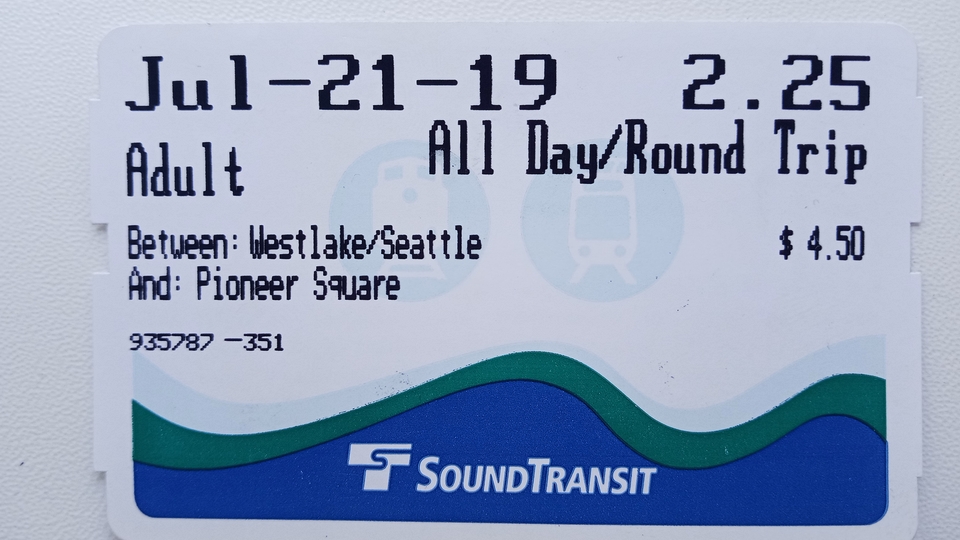 Jul-21-19 2.25
Adult All Day/Round Trip
Between: Westlake/Seattle $ 4.50
And: Pioneer Square
935787 -351
SOUNDTRANSIT